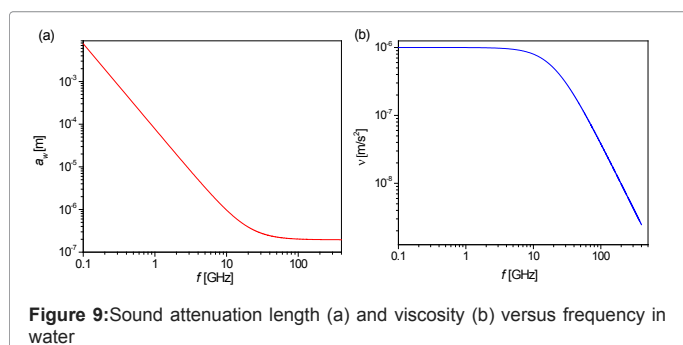 (a)
10⁻³
10⁻⁴
10⁻⁵
10⁻⁶
10⁻⁷
a_w[m]
0.1 1 10 100
f [GHz]
(b)
10⁻⁶
10⁻⁷
10⁻⁸
ν [m/s²]
0.1 1 10 100
f [GHz]
Figure 9:Sound attenuation length (a) and viscosity (b) versus frequency in
water